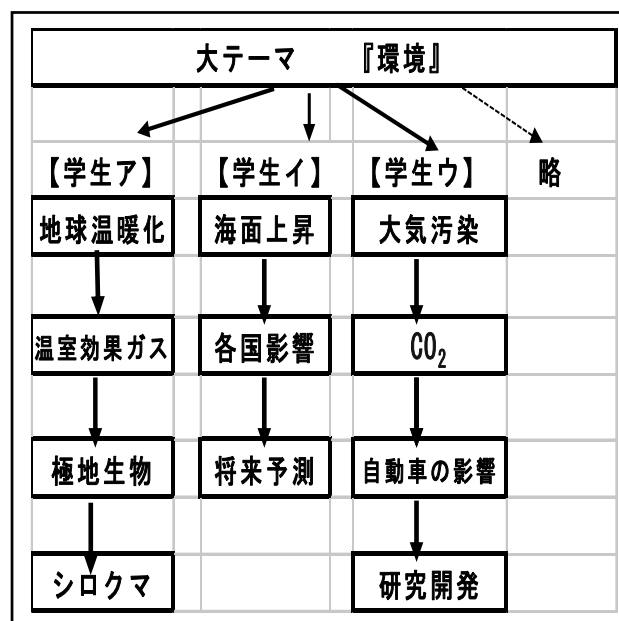 大テーマ 『環境』
【学生ア】 【学生イ】 【学生ウ】 略
地球温暖化 海面上昇 大気汚染
温室効果ガス 各国影響 CO₂
極地生物 将来予測 自動車の影響
シロクマ 研究開発